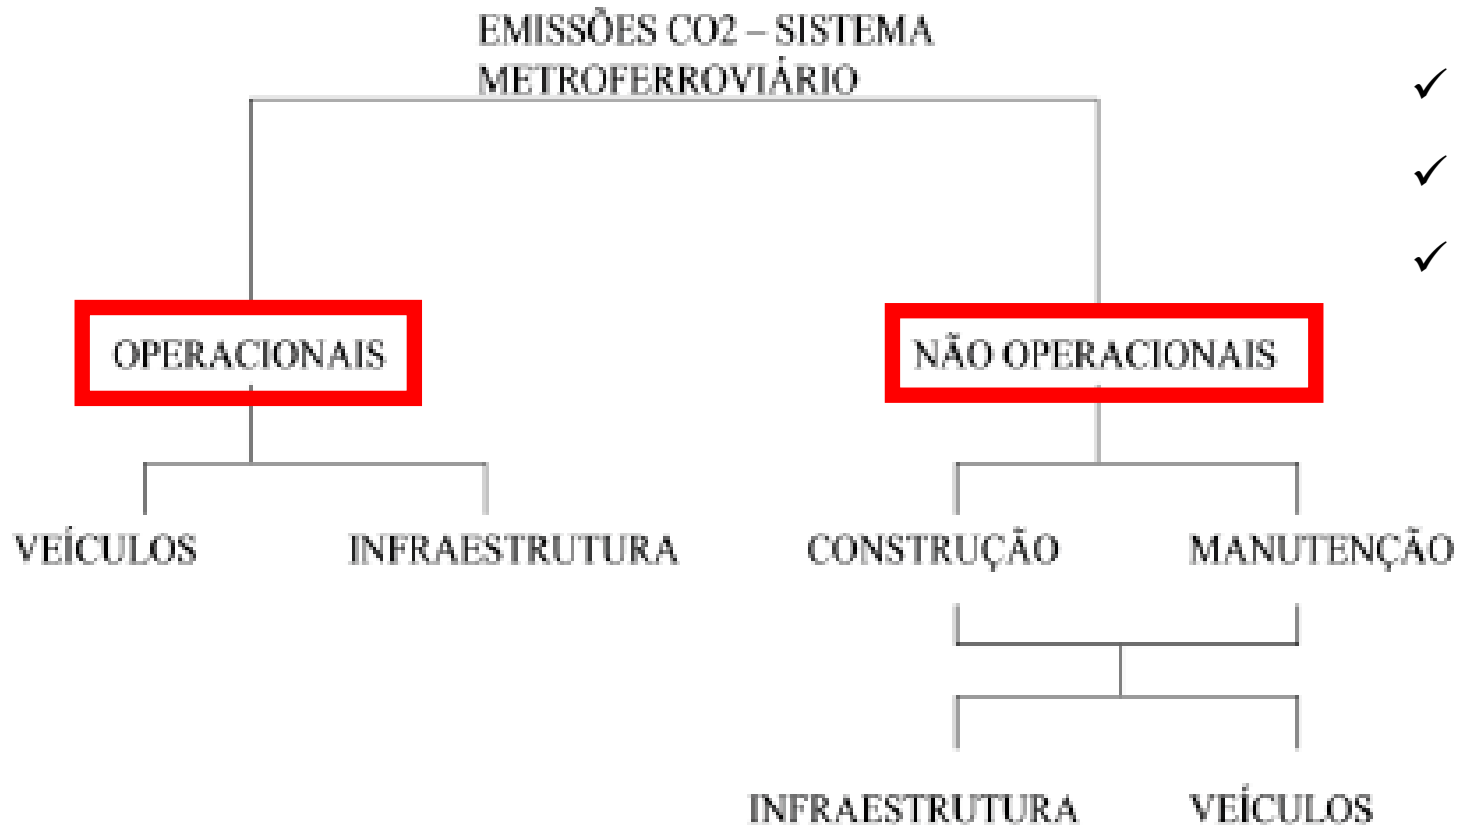 EMISSÕES CO2 – SISTEMA
METROFERROVIÁRIO
✓
✓
✓
OPERACIONAIS
NÃO OPERACIONAIS
VEÍCULOS
INFRAESTRUTURA
CONSTRUÇÃO
MANUTENÇÃO
INFRAESTRUTURA
VEÍCULOS